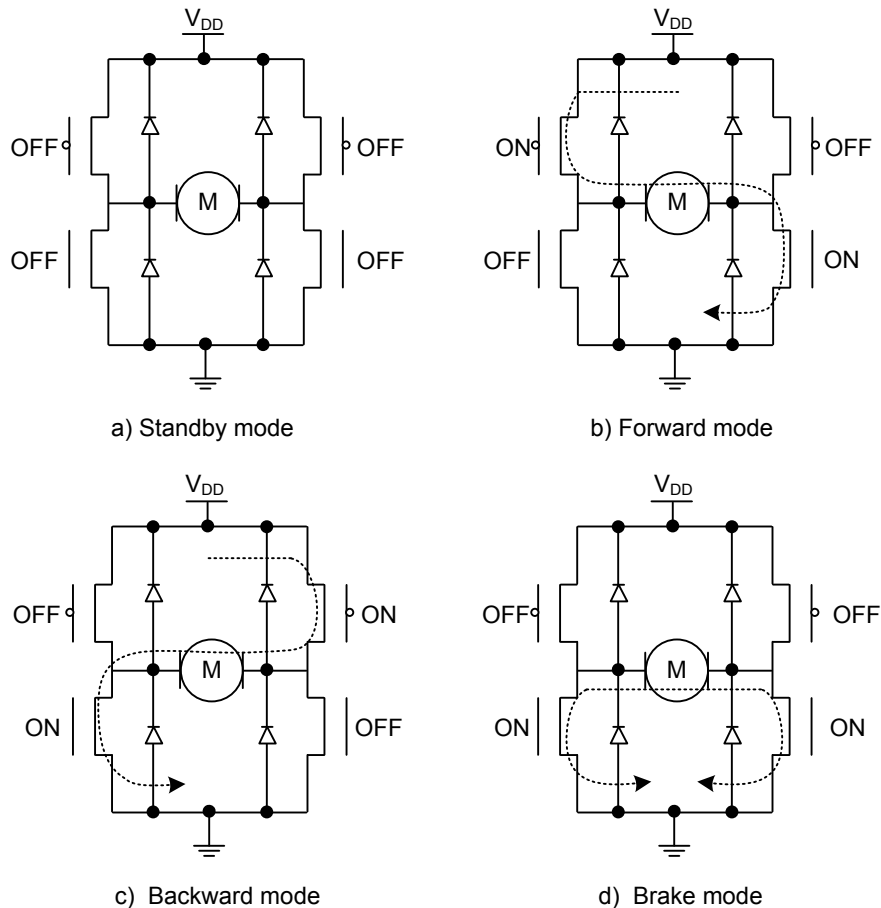 VDD VDD
OFF OFF ON OFF
M M
OFF OFF OFF ON
a) Standby mode b) Forward mode
VDD VDD
OFF ON OFF OFF
M M
ON OFF ON ON
c) Backward mode d) Brake mode